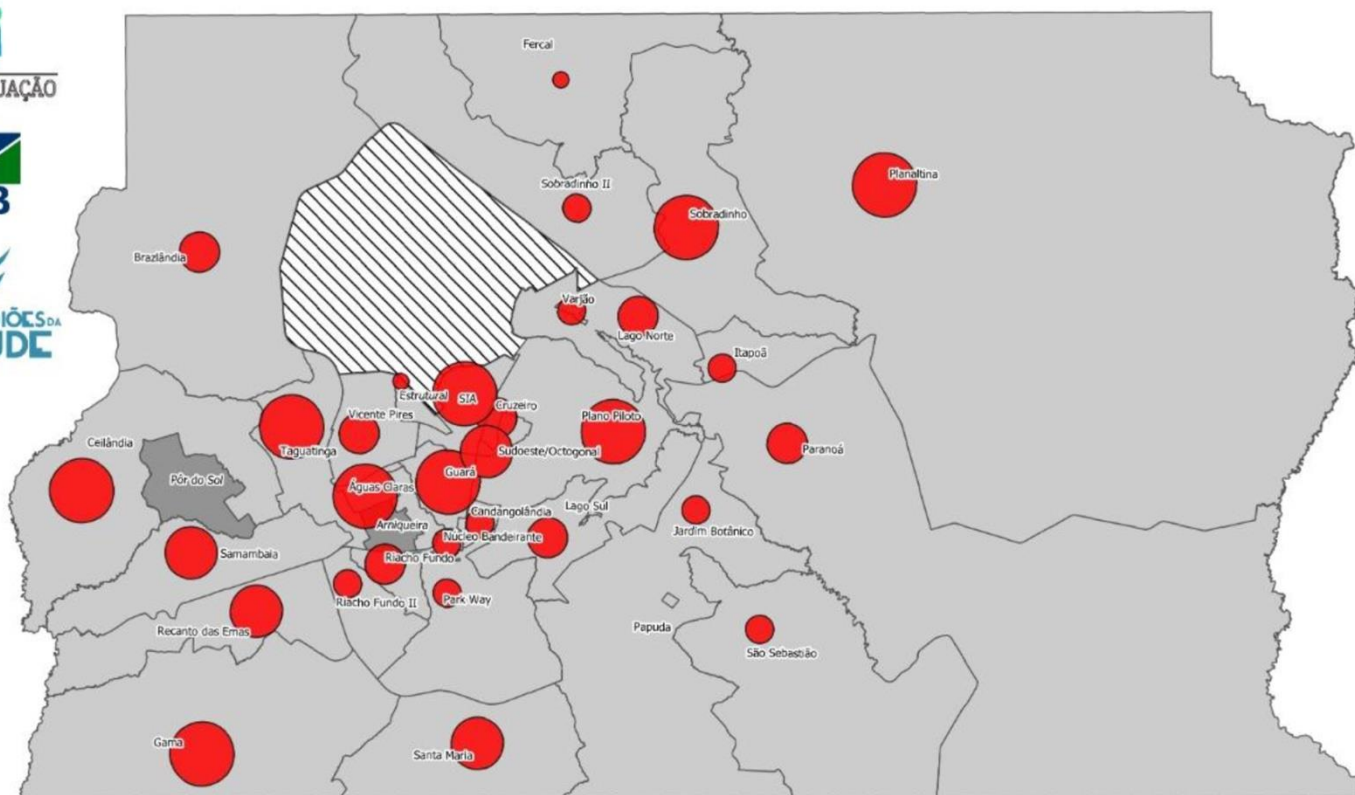 UAÇÃO
B
IÕES DA
ÚDE
Fercal
Planaltina
Sobradinho II
Sobradinho
Brazlândia
Varjão
Lago Norte
Itapoã
Estrutural
SIA
Cruzeiro
Vicente Pires
Plano Piloto
Ceilândia
Taguatinga
Sudoeste/Octogonal
Paranoá
Guará
Pôr do Sol
Águas Claras
Lago Sul
Candangolândia
Arniqueira
Jardim Botânico
Núcleo Bandeirante
Samambaia
Riacho Fundo
Riacho Fundo II
Park Way
Recanto das Emas
Papuda
São Sebastião
Gama
Santa Maria